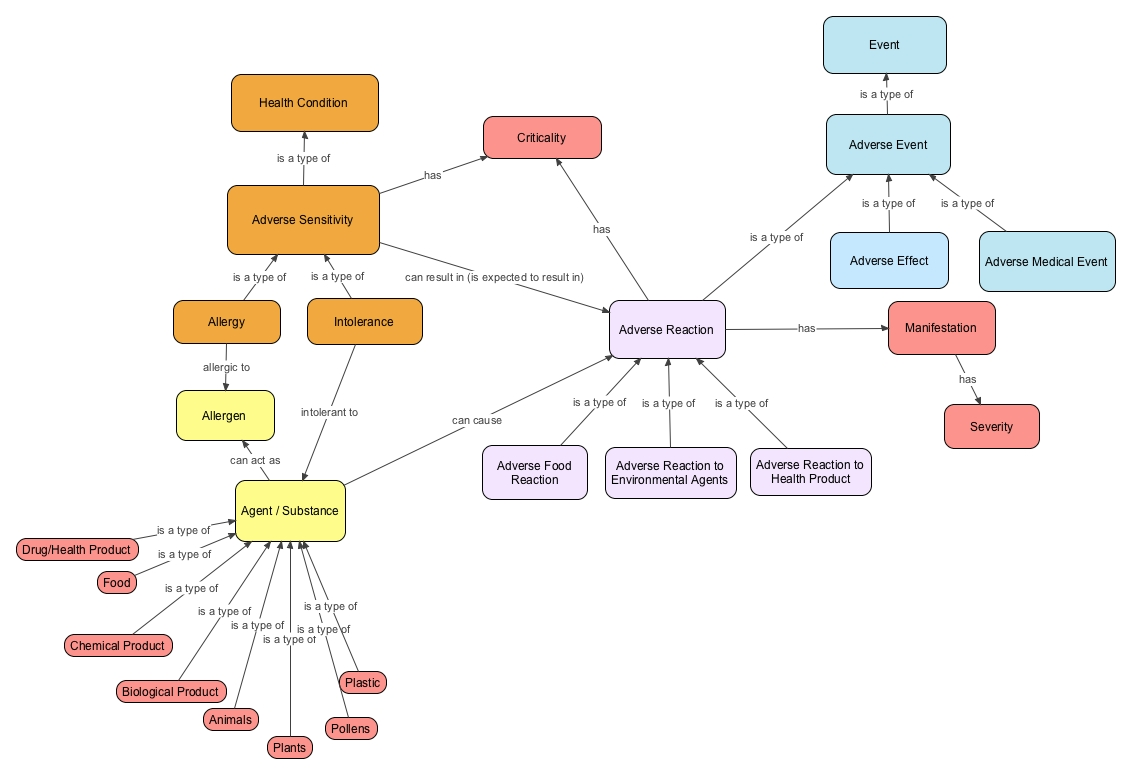 Event
is a type of
Health Condition
Criticality
Adverse Event
is a type of
has
is a type of
is a type of
Adverse Sensitivity
has
is a type of
Adverse Effect
Adverse Medical Event
is a type of
is a type of
can result in (is expected to result in)
Allergy
Intolerance
Adverse Reaction
has
Manifestation
allergic to
has
is a type of
is a type of
is a type of
Allergen
intolerant to
can cause
Severity
can act as
Adverse Food
Reaction
Adverse Reaction to
Environmental Agents
Adverse Reaction to
Health Product
Agent / Substance
is a type of
Drug/Health Product
is a type of
Food
is a type of
is a type of
is a type of
is a type of
is a type of
is a type of
Chemical Product
Plastic
Biological Product
Animals
Pollens
Plants